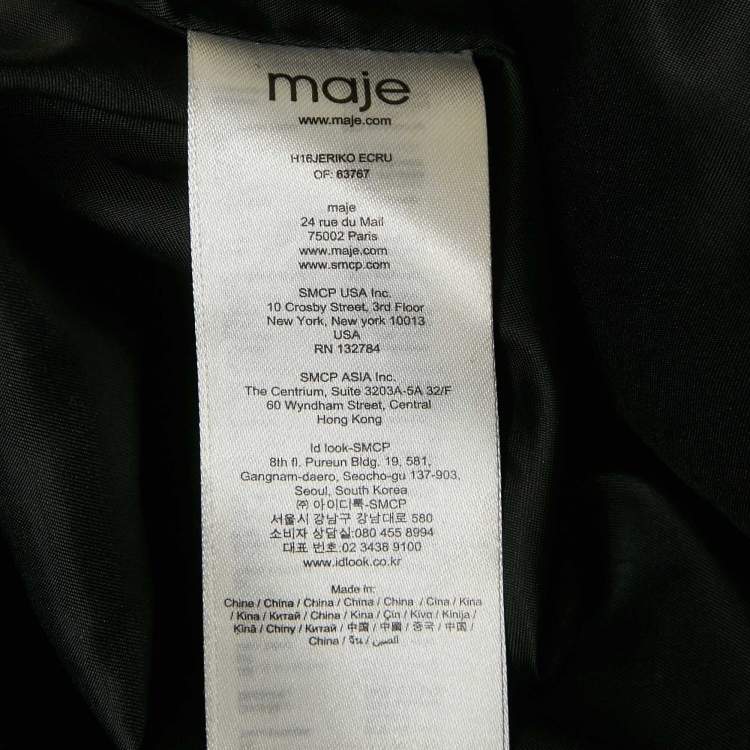 maje
www.maje.com
H16JERIKO ECRU
OF: 63767
maje
24 rue du Mail
75002 Paris
www.maje.com
www.smcp.com
SMCP USA Inc.
10 Crosby Street, 3rd Floor
New York, New york 10013
USA
RN 132784
SMCP ASIA Inc.
The Centrium, Suite 3203A-5A 32/F
60 Wyndham Street, Central
Hong Kong
Id look-SMCP
8th fl. Pureun Bldg. 19, 581,
Gangnam-daero, Seocho-gu 137-903,
Seoul, South Korea
㈜ 아이디룩-SMCP
서울시 강남구 강남대로 580
소비자 상담실:080 455 8994
대표 번호:02 3438 9100
www.idlook.co.kr
Made in:
Chine / China / China / China / China / Cina / Kina
/ Kina / Китай / China / Kina / Çin / Κίνα / Kinija /
Ķīnā / Chiny / Китай / 中国 / 中國 / 중국 / 中国 /
China / จีน / الصين